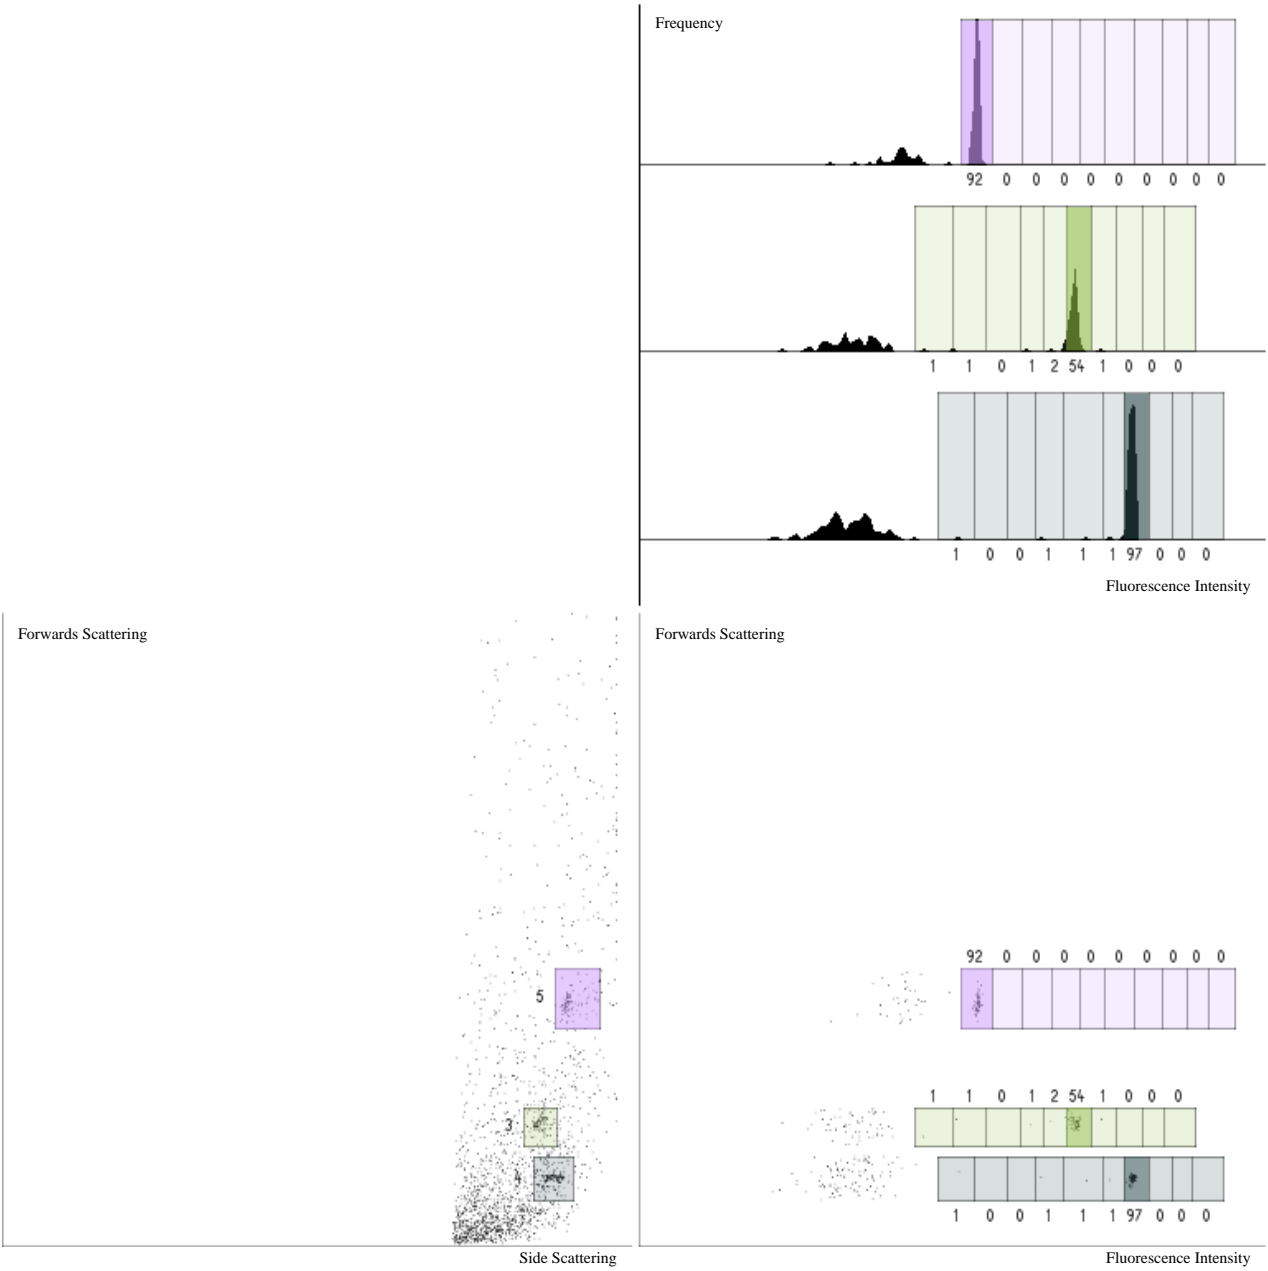 Frequency
92 0 0 0 0 0 0 0 0 0
1 1 0 1 2 54 1 0 0 0
1 0 0 1 1 1 97 0 0 0
Fluorescence Intensity
Forwards Scattering
5
3
4
Side Scattering
Forwards Scattering
92 0 0 0 0 0 0 0 0 0
1 1 0 1 2 54 1 0 0 0
1 0 0 1 1 1 97 0 0 0
Fluorescence Intensity